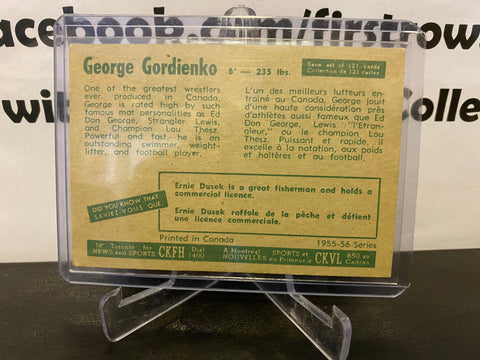 acebook.com/firstrow
George Gordienko
6' — 235 lbs.
Save set of 121 cards
Collection de 121 cartes
One of the greatest wrestlers
ever produced in Canada,
George is rated high by such
famous mat personalities as Ed
Don George, Strangler Lewis,
and Champion Lou Thesz.
Powerful and fast, he is an
outstanding swimmer, weight-
lifter, and football player.
L'un des meilleurs lutteurs en-
traîné au Canada, George jouit
d'une haute considération près
d'athlètes aussi fameux que Ed
Don George, Lewis, "l'Etran-
gleur," ou le champion Lou
Thesz. Puissant et rapide, il
excelle à la natation, aux poids
et haltères et au football.
wit
Collec
DID YOU KNOW THAT
SAVIEZ-VOUS QUE
Ernie Dusek is a great fisherman and holds a
commercial licence.
Ernie Dusek raffole de la pêche et détient
une licence commerciale.
Printed in Canada
1955-56 Series
In Toronto for
NEWS and SPORTS
CKFH
Dial
1400
A Montréal - SPORTS et
NOUVELLES en Primeur à
CKVL
850 au
Cadran